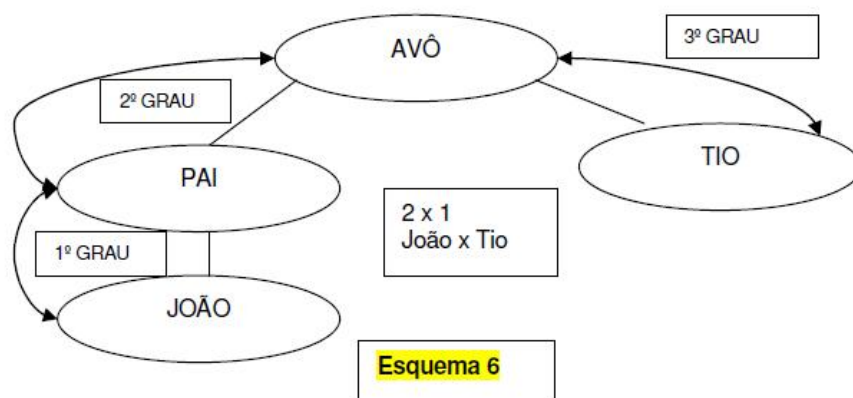 AVÔ
3º GRAU
2º GRAU
TIO
PAI
2 x 1
João x Tio
1º GRAU
JOÃO
Esquema 6